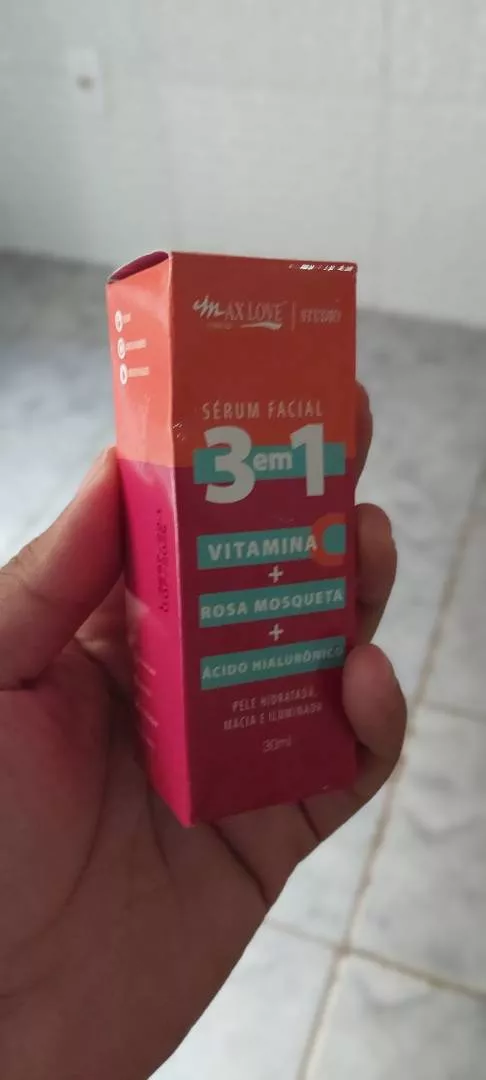 MAX LOVE
SÉRUM FACIAL
3 em 1
VITAMINA C
+
ROSA MOSQUETA
+
ÁCIDO HIALURÔNICO
PELE HIDRATADA,
MACIA E ILUMINADA
30ml